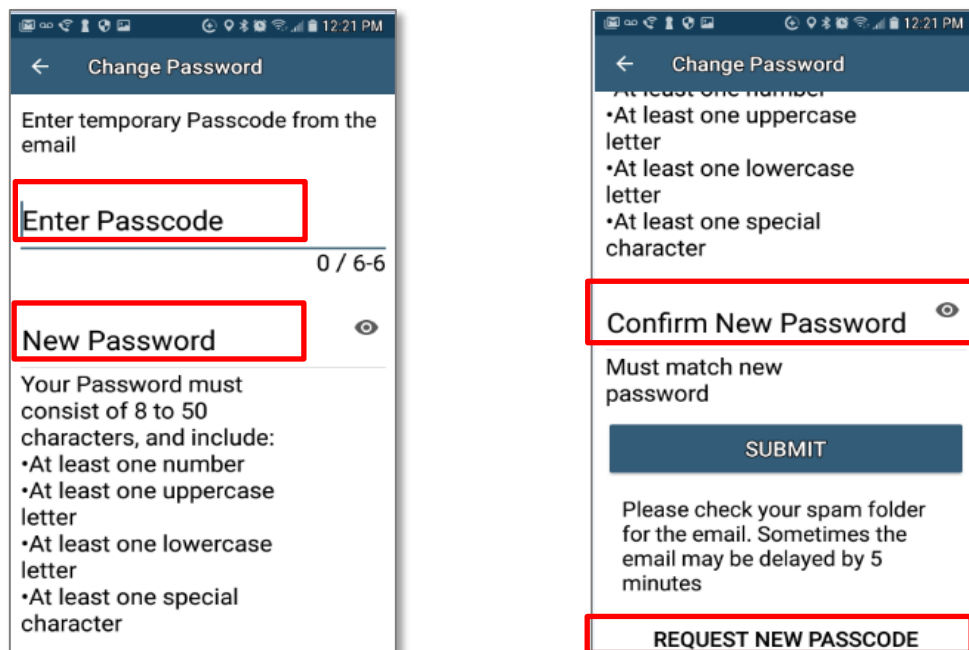 12:21 PM
Change Password
Enter temporary Passcode from the
email
Enter Passcode
0 / 6-6
New Password
Your Password must
consist of 8 to 50
characters, and include:
•At least one number
•At least one uppercase
letter
•At least one lowercase
letter
•At least one special
character
12:21 PM
Change Password
•At least one number
•At least one uppercase
letter
•At least one lowercase
letter
•At least one special
character
Confirm New Password
Must match new
password
SUBMIT
Please check your spam folder
for the email. Sometimes the
email may be delayed by 5
minutes
REQUEST NEW PASSCODE